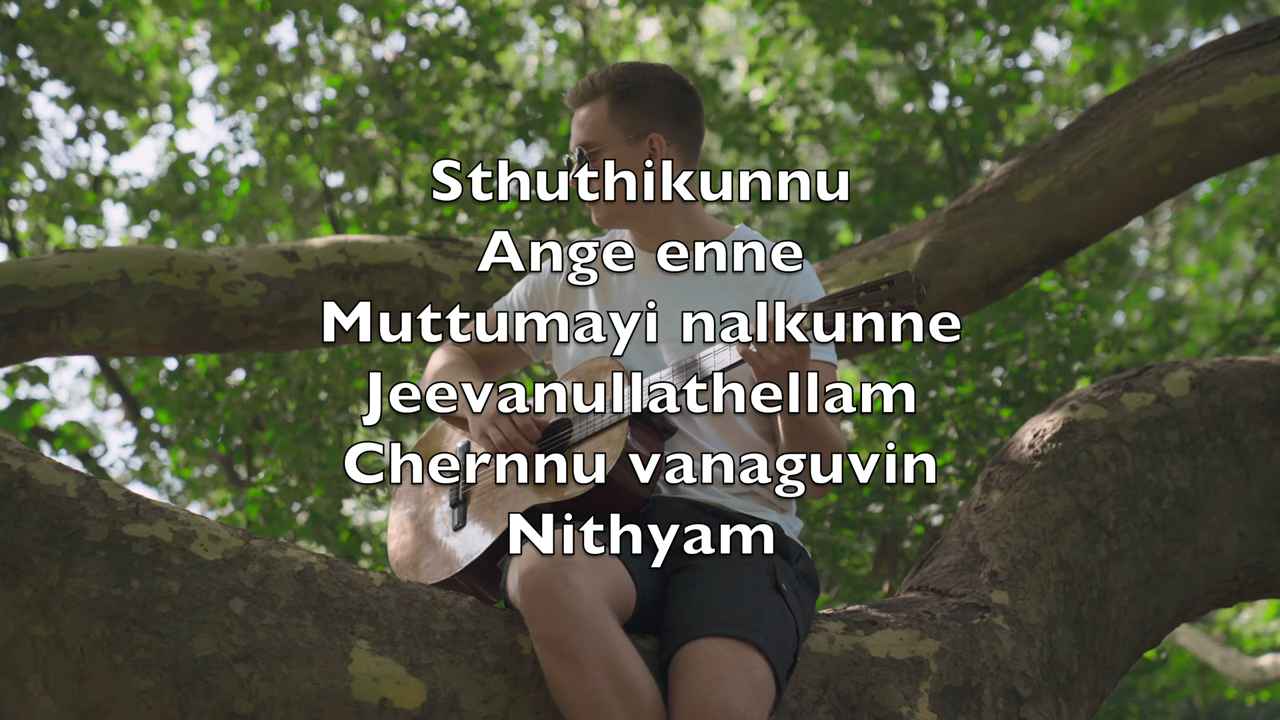 Sthuthikunnu
Ange enne
Muttumayi nalkunne
Jeevanullathellam
Chernnu vanaguvin
Nithyam